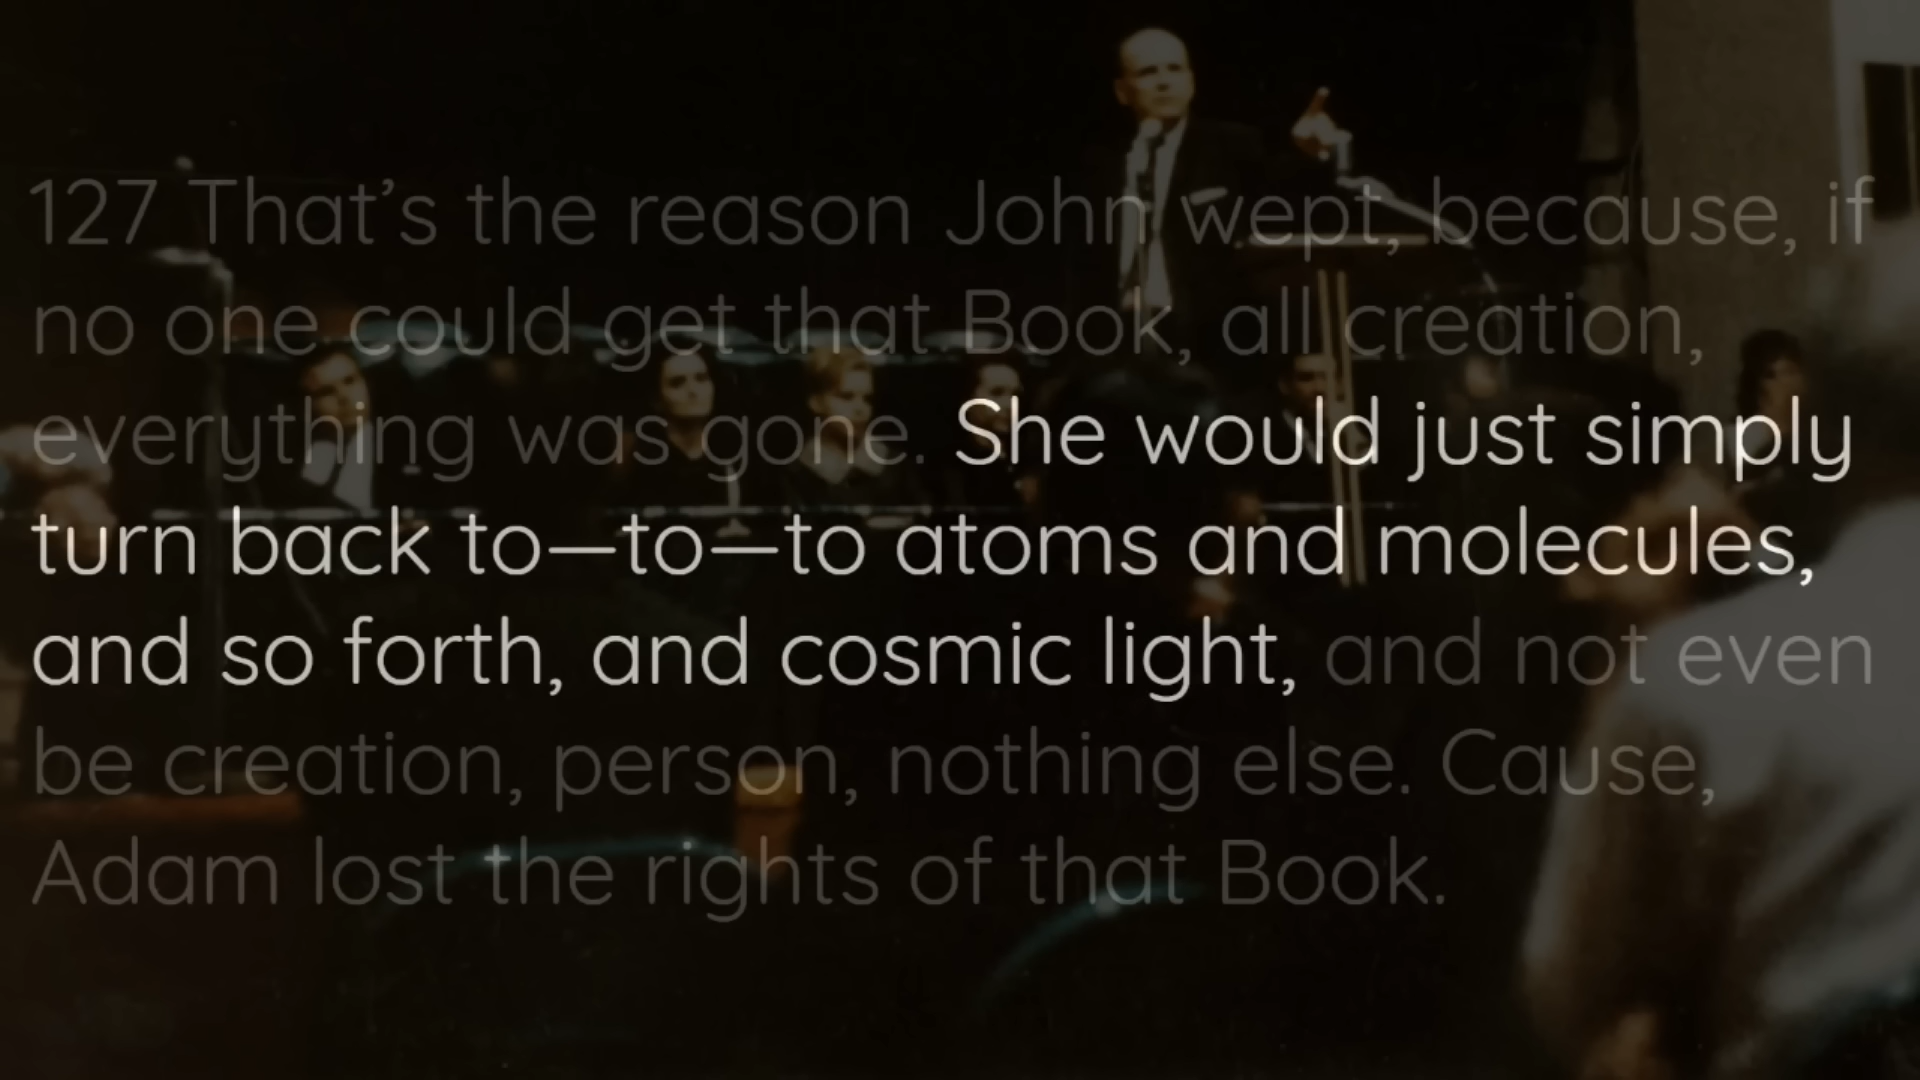 127 That’s the reason John wept, because, if
no one could get that Book, all creation,
everything was gone. She would just simply
turn back to—to—to atoms and molecules,
and so forth, and cosmic light, and not even
be creation, person, nothing else. Cause,
Adam lost the rights of that Book.